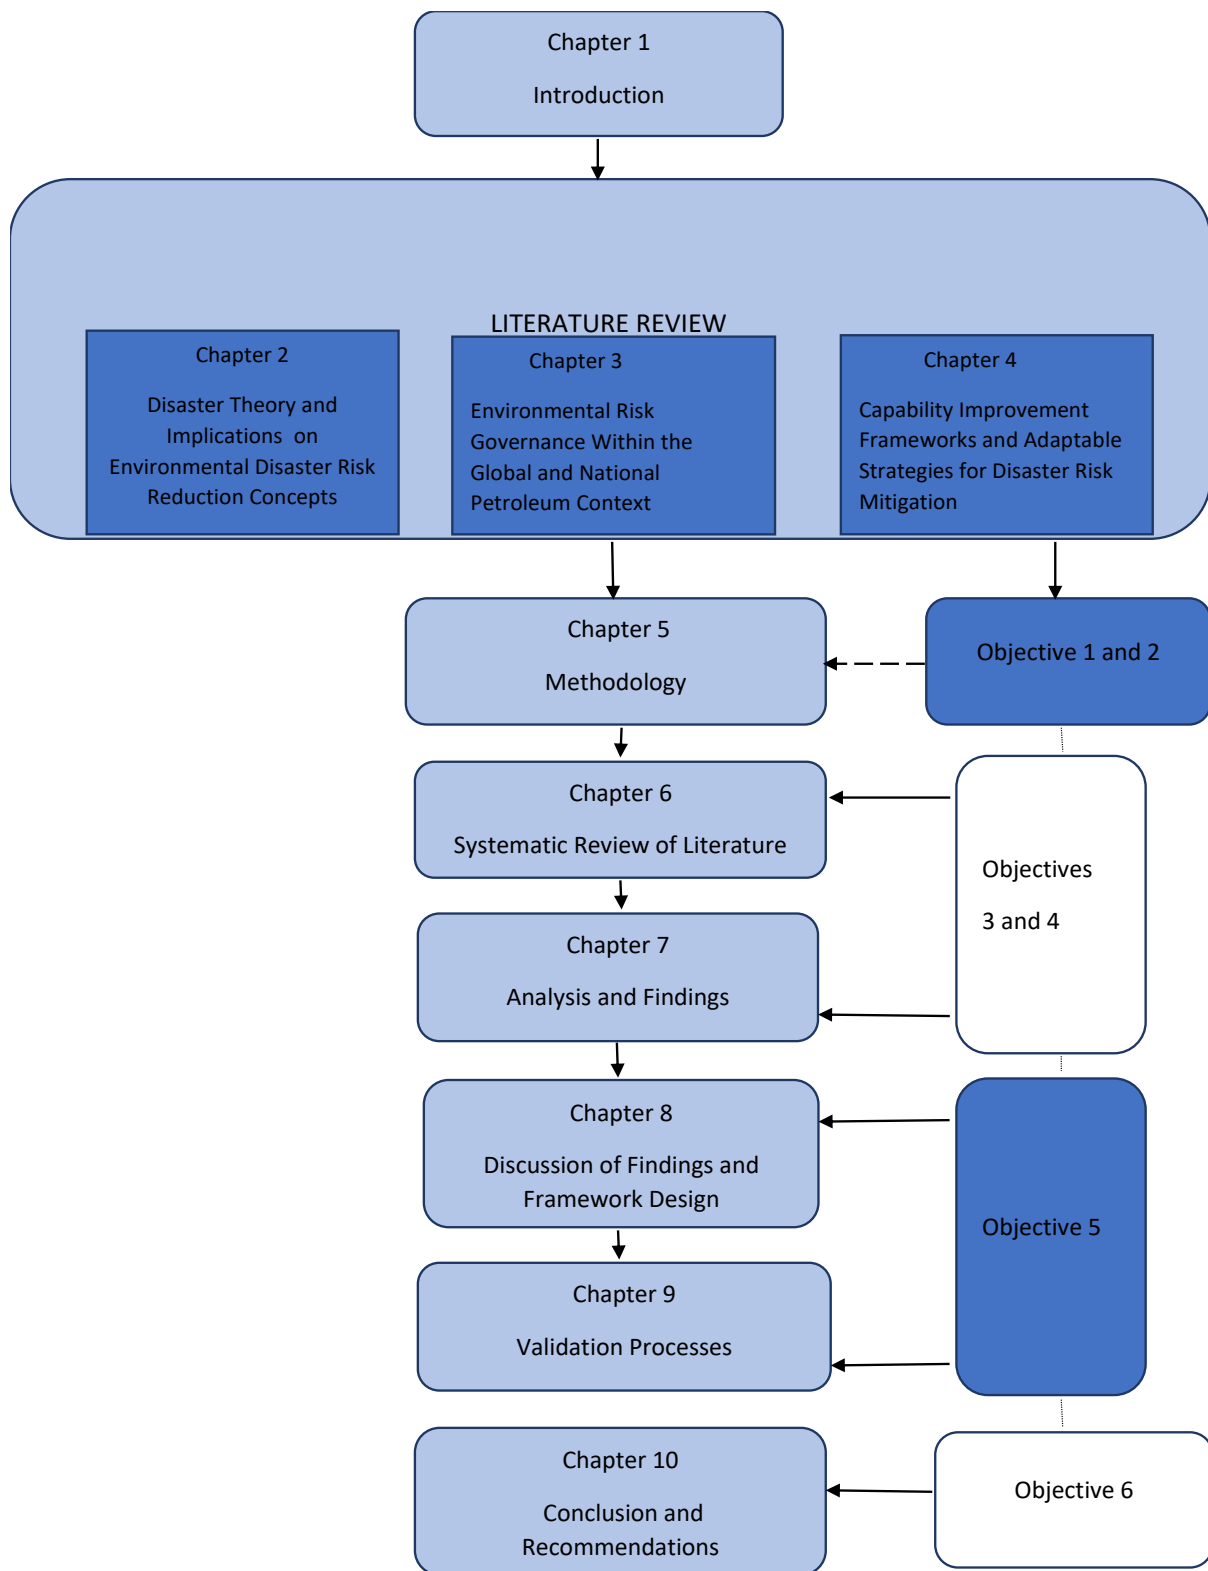 Chapter 1
Introduction
LITERATURE REVIEW
Chapter 2
Disaster Theory and
Implications on
Environmental Disaster Risk
Reduction Concepts
Chapter 3
Environmental Risk
Governance Within the
Global and National
Petroleum Context
Chapter 4
Capability Improvement
Frameworks and Adaptable
Strategies for Disaster Risk
Mitigation
Chapter 5
Methodology
Objective 1 and 2
Chapter 6
Systematic Review of Literature
Objectives
3 and 4
Chapter 7
Analysis and Findings
Chapter 8
Discussion of Findings and
Framework Design
Objective 5
Chapter 9
Validation Processes
Chapter 10
Conclusion and
Recommendations
Objective 6